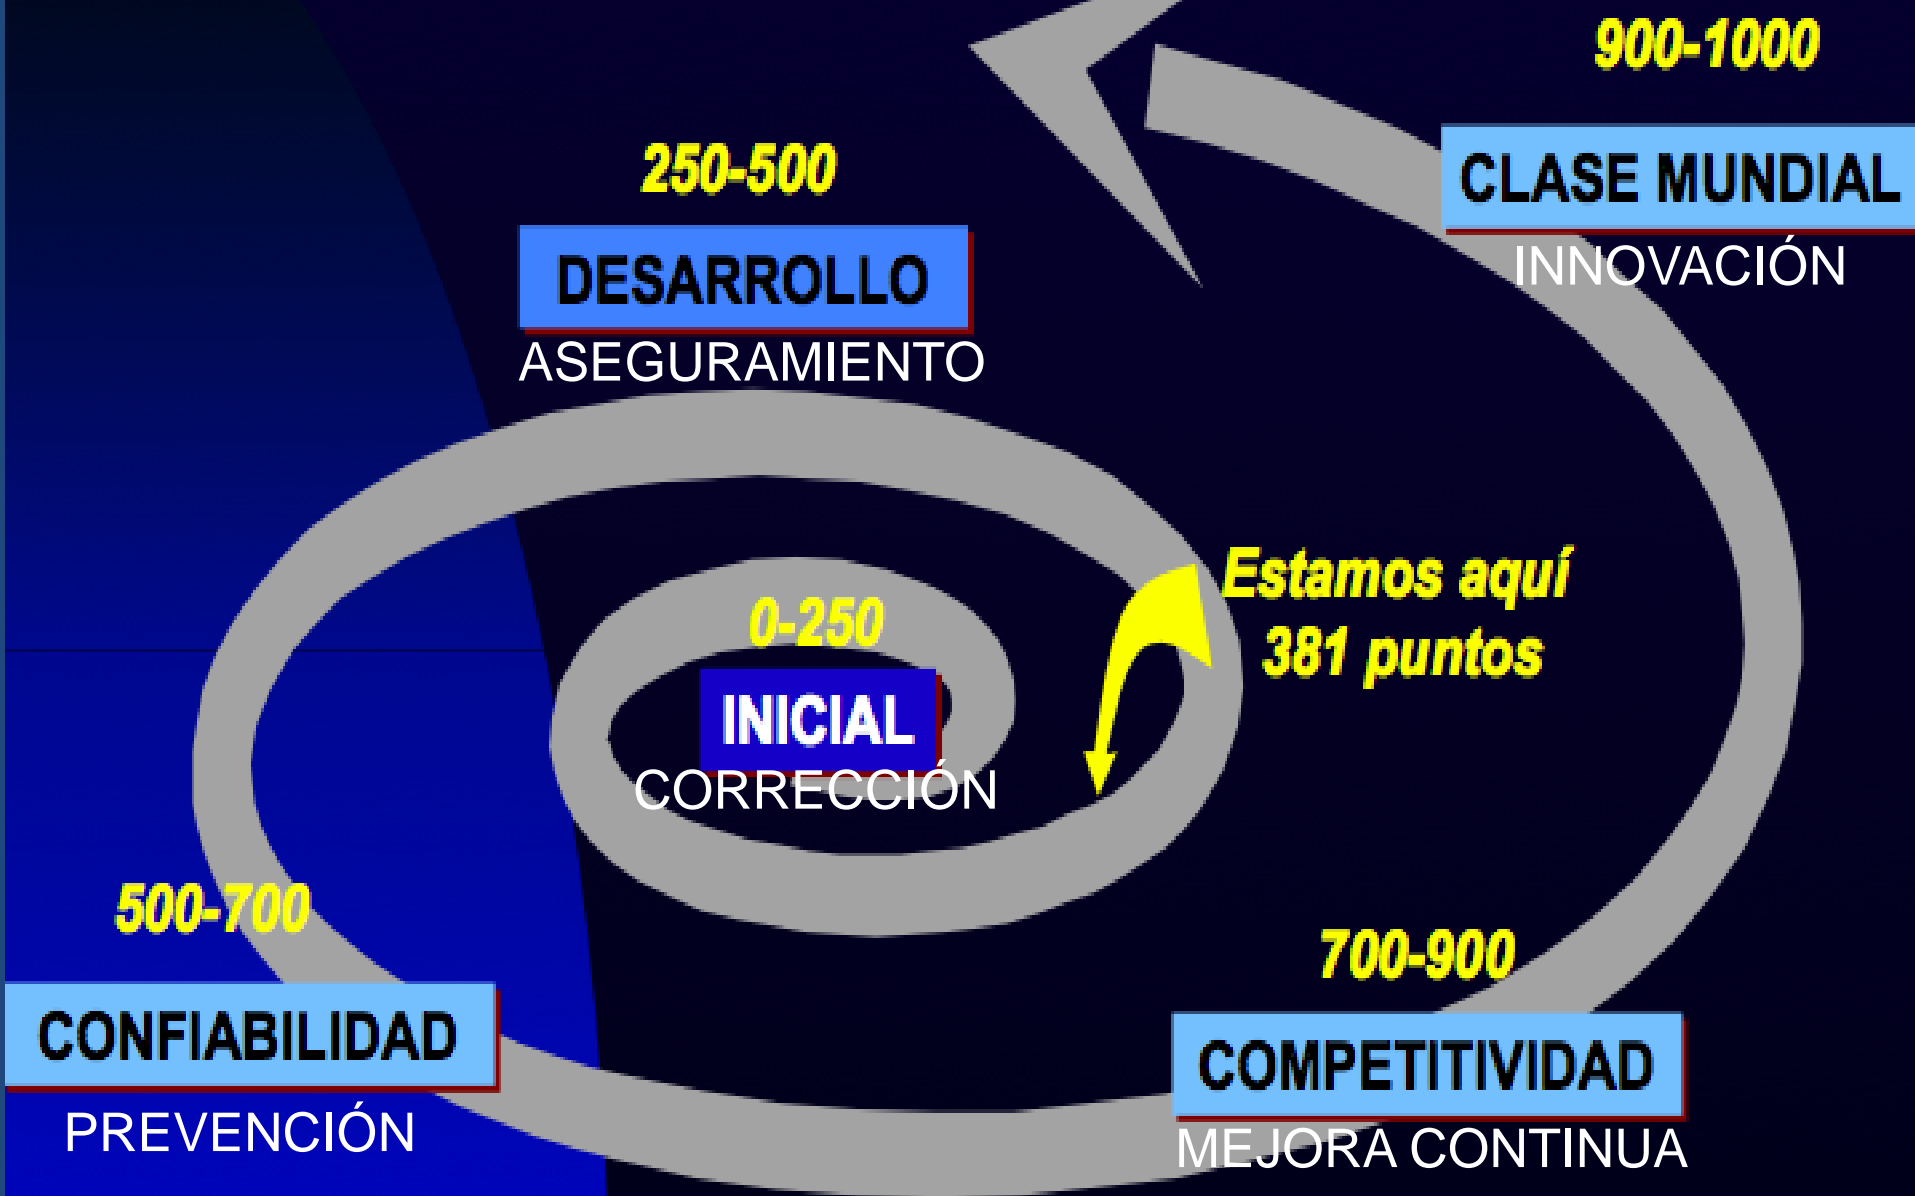 900-1000
CLASE MUNDIAL
INNOVACIÓN
250-500
DESARROLLO
ASEGURAMIENTO
Estamos aquí
381 puntos
0-250
INICIAL
CORRECCIÓN
500-700
CONFIABILIDAD
PREVENCIÓN
700-900
COMPETITIVIDAD
MEJORA CONTINUA